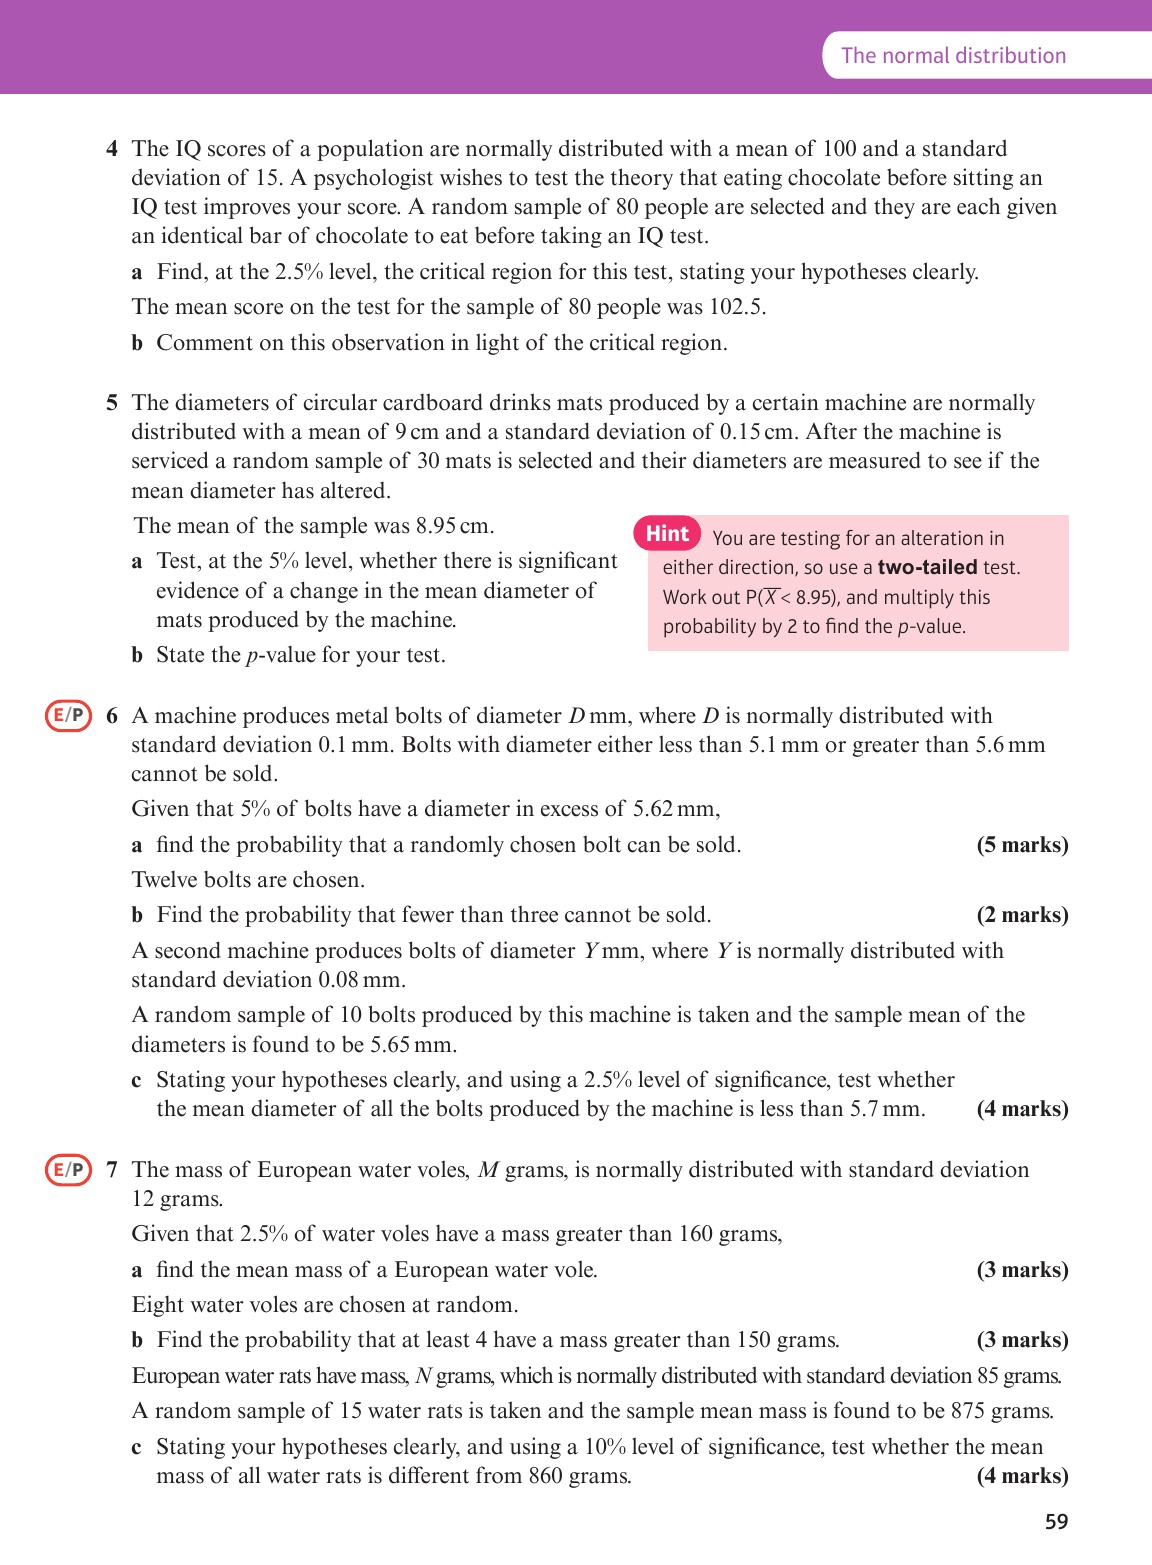 The normal distribution
4 The IQ scores of a population are normally distributed with a mean of 100 and a standard
deviation of 15. A psychologist wishes to test the theory that eating chocolate before sitting an
IQ test improves your score. A random sample of 80 people are selected and they are each given
an identical bar of chocolate to eat before taking an IQ test.
a Find, at the 2.5% level, the critical region for this test, stating your hypotheses clearly.
The mean score on the test for the sample of 80 people was 102.5.
b Comment on this observation in light of the critical region.
5 The diameters of circular cardboard drinks mats produced by a certain machine are normally
distributed with a mean of 9 cm and a standard deviation of 0.15 cm. After the machine is
serviced a random sample of 30 mats is selected and their diameters are measured to see if the
mean diameter has altered.
The mean of the sample was 8.95 cm.
a Test, at the 5% level, whether there is significant
evidence of a change in the mean diameter of
mats produced by the machine.
b State the p-value for your test.
Hint You are testing for an alteration in
either direction, so use a two-tailed test.
Work out P(X̅ < 8.95), and multiply this
probability by 2 to find the p-value.
E/P 6 A machine produces metal bolts of diameter D mm, where D is normally distributed with
standard deviation 0.1 mm. Bolts with diameter either less than 5.1 mm or greater than 5.6 mm
cannot be sold.
Given that 5% of bolts have a diameter in excess of 5.62 mm,
a find the probability that a randomly chosen bolt can be sold. (5 marks)
Twelve bolts are chosen.
b Find the probability that fewer than three cannot be sold. (2 marks)
A second machine produces bolts of diameter Y mm, where Y is normally distributed with
standard deviation 0.08 mm.
A random sample of 10 bolts produced by this machine is taken and the sample mean of the
diameters is found to be 5.65 mm.
c Stating your hypotheses clearly, and using a 2.5% level of significance, test whether
the mean diameter of all the bolts produced by the machine is less than 5.7 mm. (4 marks)
E/P 7 The mass of European water voles, M grams, is normally distributed with standard deviation
12 grams.
Given that 2.5% of water voles have a mass greater than 160 grams,
a find the mean mass of a European water vole. (3 marks)
Eight water voles are chosen at random.
b Find the probability that at least 4 have a mass greater than 150 grams. (3 marks)
European water rats have mass, N grams, which is normally distributed with standard deviation 85 grams.
A random sample of 15 water rats is taken and the sample mean mass is found to be 875 grams.
c Stating your hypotheses clearly, and using a 10% level of significance, test whether the mean
mass of all water rats is different from 860 grams. (4 marks)
59